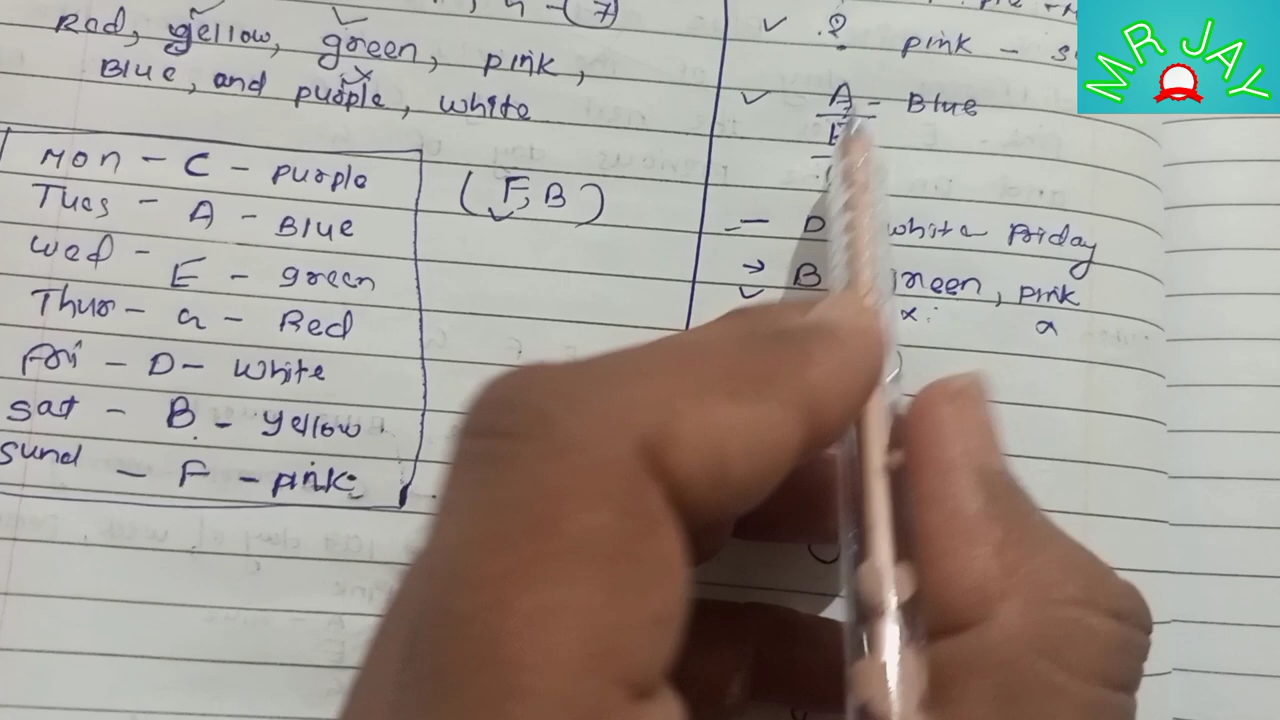 (7)
Red, yellow, green, pink,
Blue, and purple, white
Mon - C - purple
Tues - A - Blue
wed - E - green
Thur - G - Red
Fri - D - white
sat - B - yellow
sund - F - pink
(F, B)
? pink -
A - Blue
E
D white Friday
→ B green, pink
MR JAY